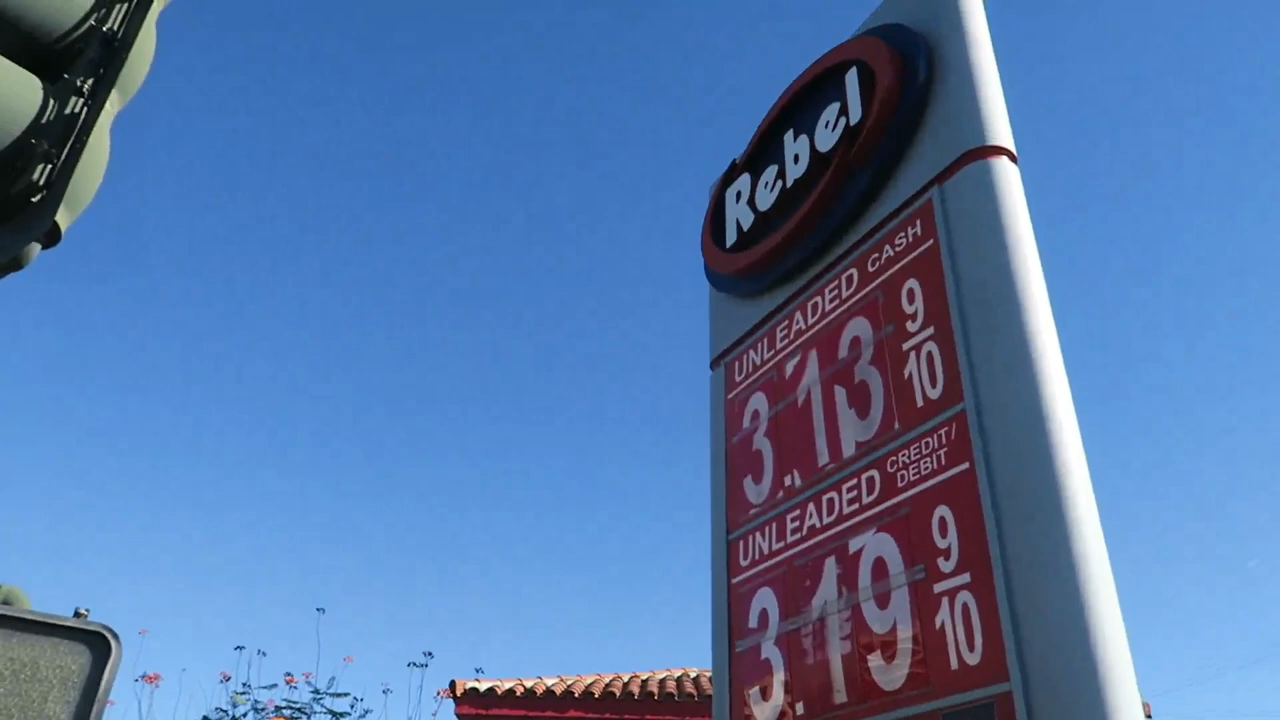 Rebel
UNLEADED CASH
3.13 9/10
UNLEADED CREDIT/
DEBIT
3.19 9/10